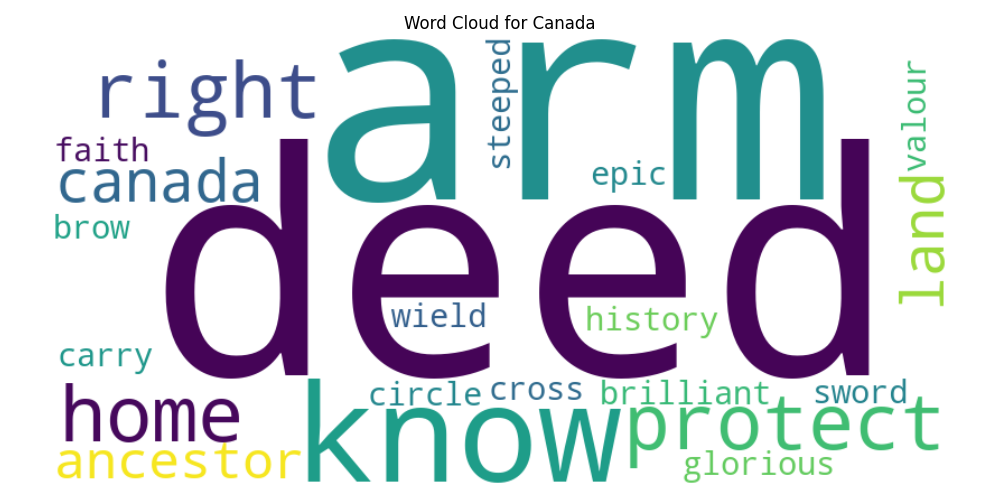 Word Cloud for Canada
arm
right
steeped
valour
faith
epic
canada
land
brow
deed
wield
history
carry
home
know
circle
cross
brilliant
sword
protect
ancestor
glorious